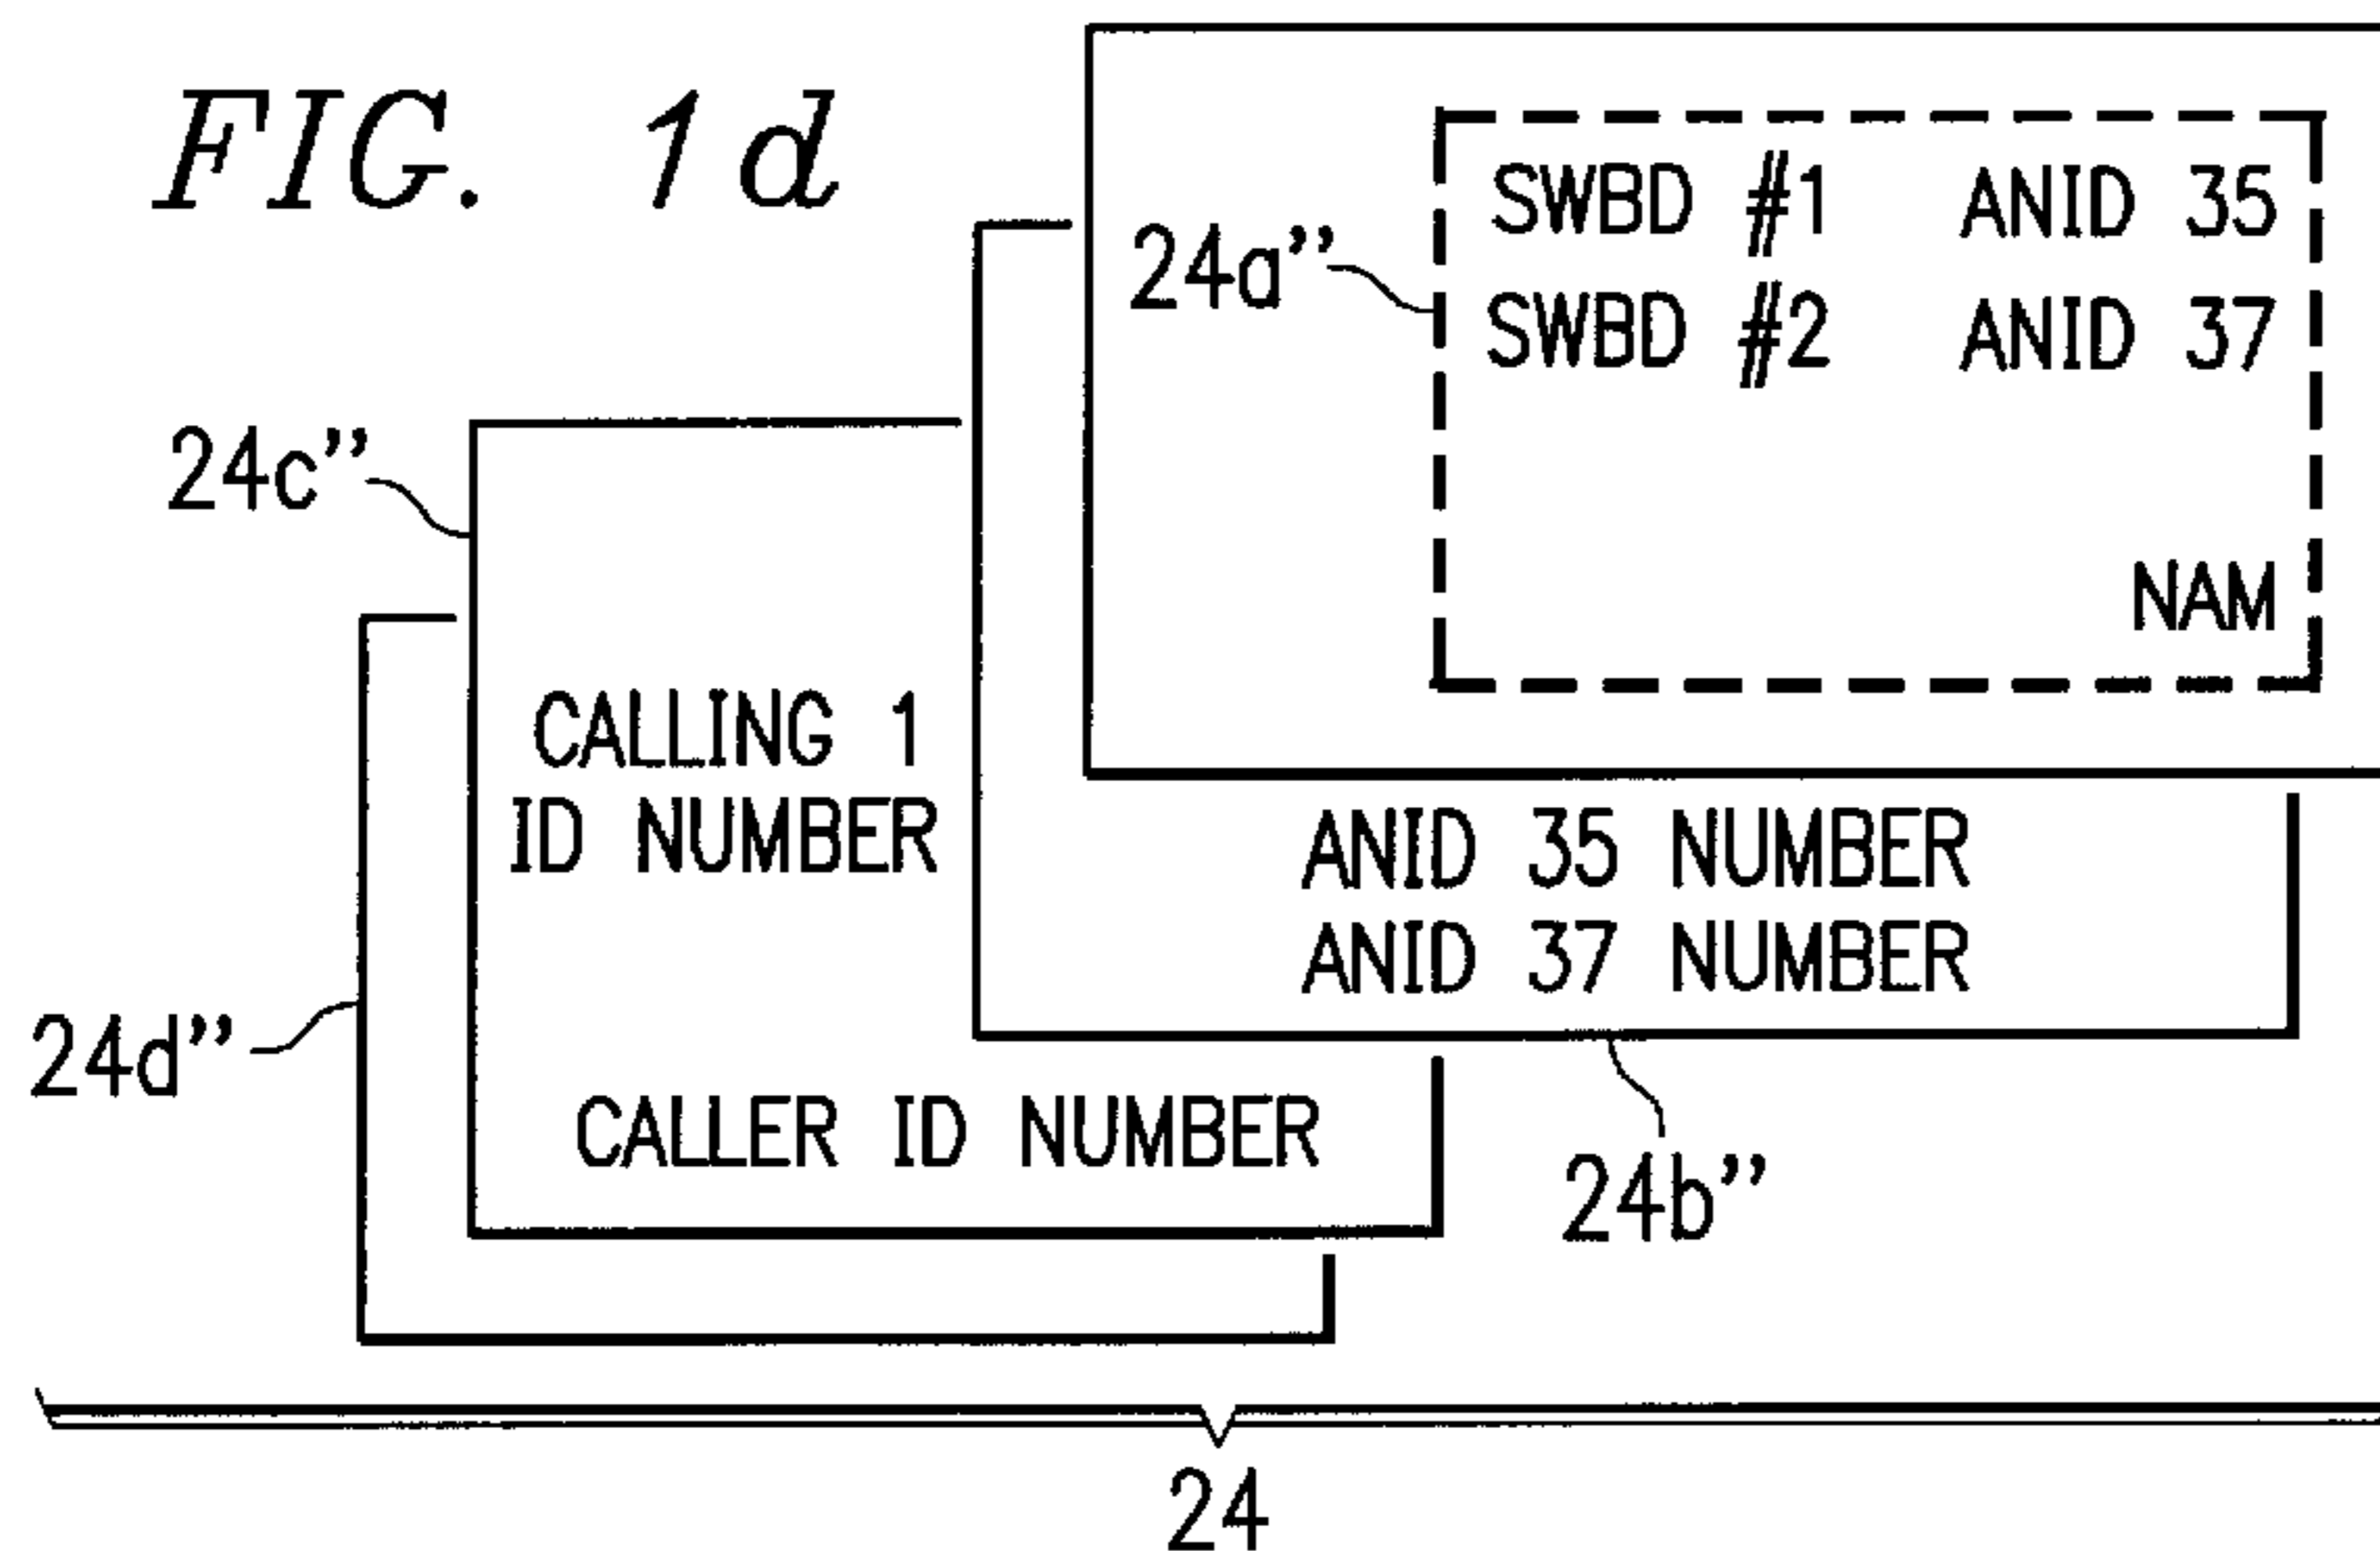 FIG. 1d
SWBD #1 ANID 35
24a”
SWBD #2 ANID 37
24c”
NAM
CALLING 1
ID NUMBER
ANID 35 NUMBER
ANID 37 NUMBER
24d”
CALLER ID NUMBER
24b”
24